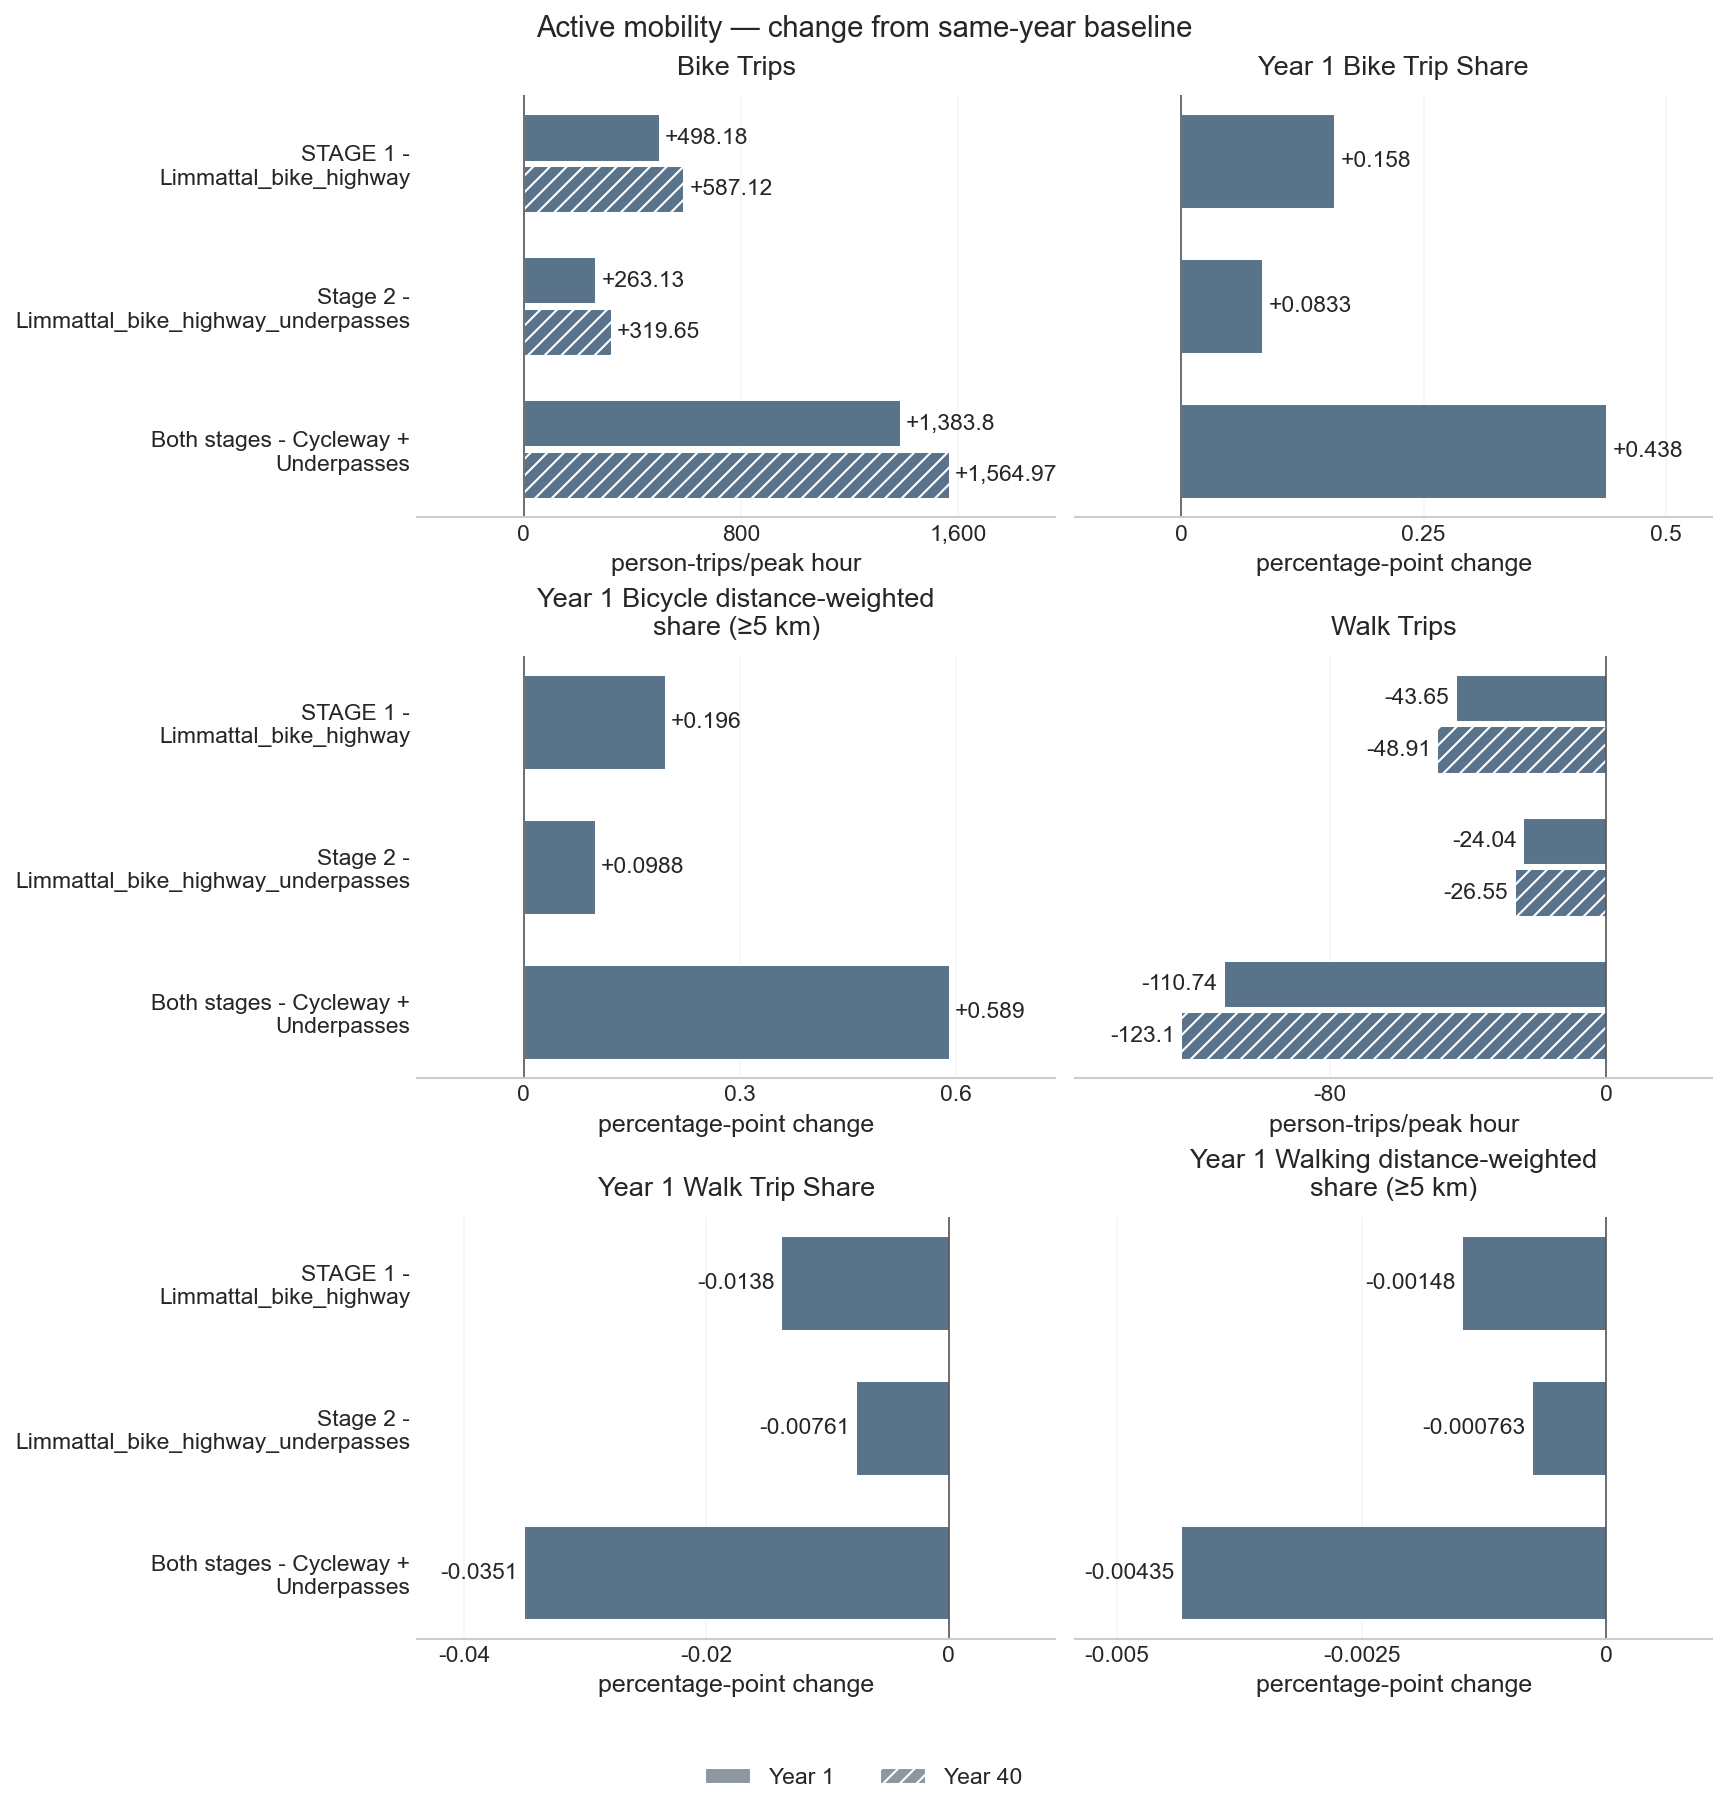 Active mobility — change from same-year baseline
Bike Trips
STAGE 1 -
Limmattal_bike_highway
+498.18
+587.12
Stage 2 -
Limmattal_bike_highway_underpasses
+263.13
+319.65
Both stages - Cycleway +
Underpasses
+1,383.8
+1,564.97
0 800 1,600
person-trips/peak hour
Year 1 Bike Trip Share
+0.158
+0.0833
+0.438
0 0.25 0.5
percentage-point change
Year 1 Bicycle distance-weighted
share (≥5 km)
STAGE 1 -
Limmattal_bike_highway
+0.196
Stage 2 -
Limmattal_bike_highway_underpasses
+0.0988
Both stages - Cycleway +
Underpasses
+0.589
0 0.3 0.6
percentage-point change
Walk Trips
-43.65
-48.91
-24.04
-26.55
-110.74
-123.1
-80 0
person-trips/peak hour
Year 1 Walk Trip Share
STAGE 1 -
Limmattal_bike_highway
-0.0138
Stage 2 -
Limmattal_bike_highway_underpasses
-0.00761
Both stages - Cycleway +
Underpasses
-0.0351
-0.04 -0.02 0
percentage-point change
Year 1 Walking distance-weighted
share (≥5 km)
-0.00148
-0.000763
-0.00435
-0.005 -0.0025 0
percentage-point change
Year 1 Year 40